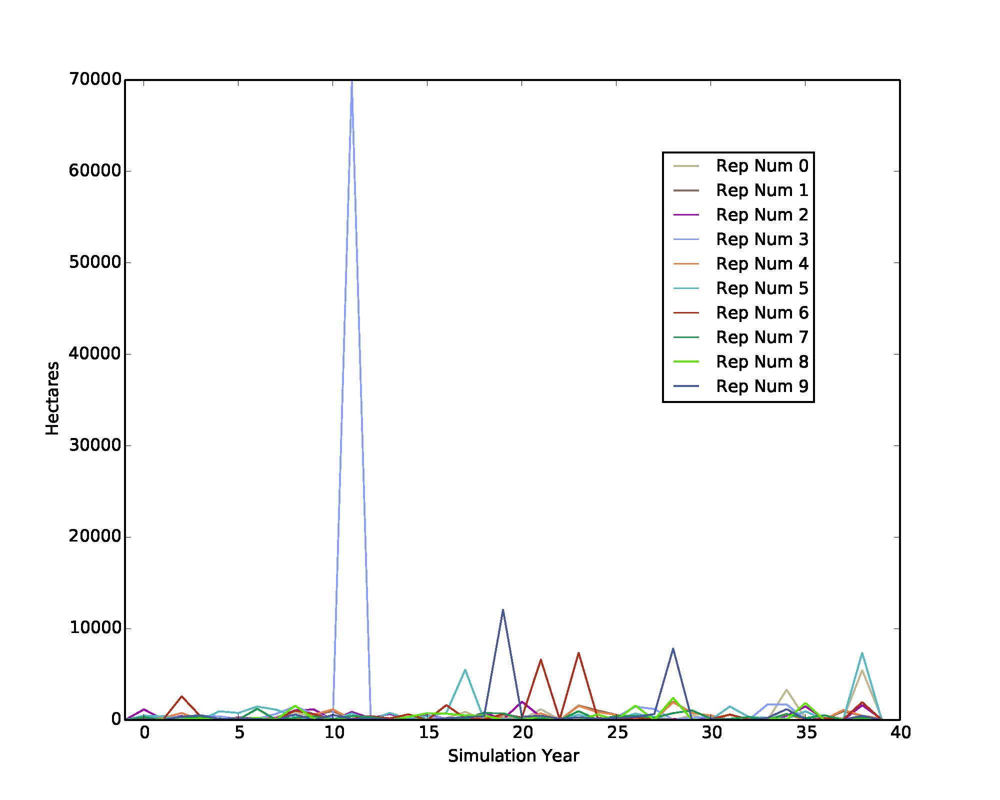 70000
60000
50000
40000
30000
20000
10000
0
Hectares
Rep Num 0
Rep Num 1
Rep Num 2
Rep Num 3
Rep Num 4
Rep Num 5
Rep Num 6
Rep Num 7
Rep Num 8
Rep Num 9
0 5 10 15 20 25 30 35 40
Simulation Year